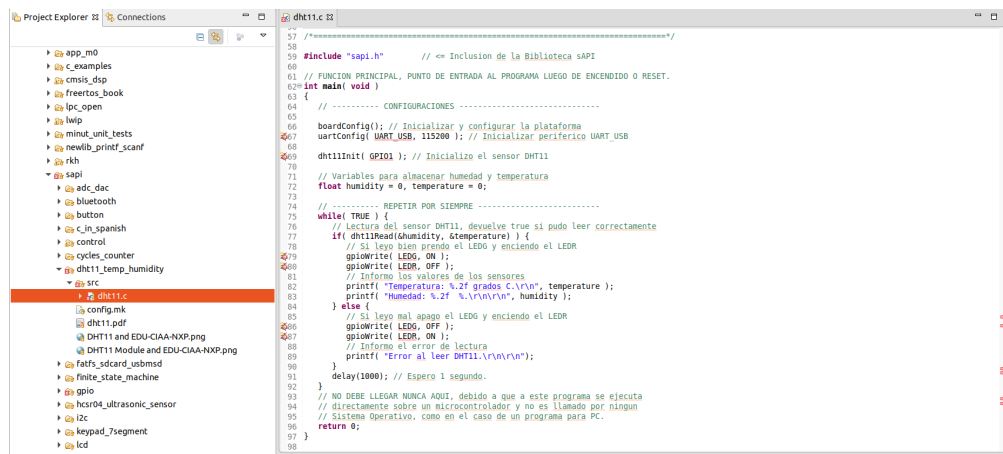 Project Explorer
Connections
app_m0
c_examples
cmsis_dsp
freertos_book
lpc_open
lwip
minut_unit_tests
newlib_printf_scanf
rkh
sapi
adc_dac
bluetooth
button
c_in_spanish
control
cycles_counter
dht11_temp_humidity
src
dht11.c
config.mk
dht11.pdf
DHT11 and EDU-CIAA-NXP.png
DHT11 Module and EDU-CIAA-NXP.png
fatfs_sdcard_usbmsd
finite_state_machine
gpio
hcsr04_ultrasonic_sensor
i2c
keypad_7segment
lcd
dht11.c
57 /*===========================================================================*/
58
59 #include "sapi.h"        // <= Inclusion de la Biblioteca sAPI
60
61 // FUNCION PRINCIPAL, PUNTO DE ENTRADA AL PROGRAMA LUEGO DE ENCENDIDO O RESET.
62 int main( void )
63 {
64    // ---------- CONFIGURACIONES ------------------------------
65
66    boardConfig(); // Inicializar y configurar la plataforma
67    uartConfig( UART_USB, 115200 ); // Inicializar periferico UART_USB
68
69    dht11Init( GPIO1 ); // Inicializo el sensor DHT11
70
71    // Variables para almacenar humedad y temperatura
72    float humidity = 0, temperature = 0;
73
74    // ---------- REPETIR POR SIEMPRE --------------------------
75    while( TRUE ) {
76       // Lectura del sensor DHT11, devuelve true si pudo leer correctamente
77       if( dht11Read(&humidity, &temperature) ) {
78          // Si leyo bien prendo el LEDG y enciendo el LEDR
79          gpioWrite( LEDG, ON );
80          gpioWrite( LEDR, OFF );
81          // Informo los valores de los sensores
82          printf( "Temperatura: %.2f grados C.\r\n", temperature );
83          printf( "Humedad: %.2f  %.\r\n\r\n", humidity );
84       } else {
85          // Si leyo mal apago el LEDG y enciendo el LEDR
86          gpioWrite( LEDG, OFF );
87          gpioWrite( LEDR, ON );
88          // Informo el error de lectura
89          printf( "Error al leer DHT11.\r\n\r\n");
90       }
91       delay(1000); // Espero 1 segundo.
92    }
93    // NO DEBE LLEGAR NUNCA AQUI, debido a que a este programa se ejecuta
94    // directamente sobre un microcontrolador y no es llamado por ningun
95    // Sistema Operativo, como en el caso de un programa para PC.
96    return 0;
97 }
98